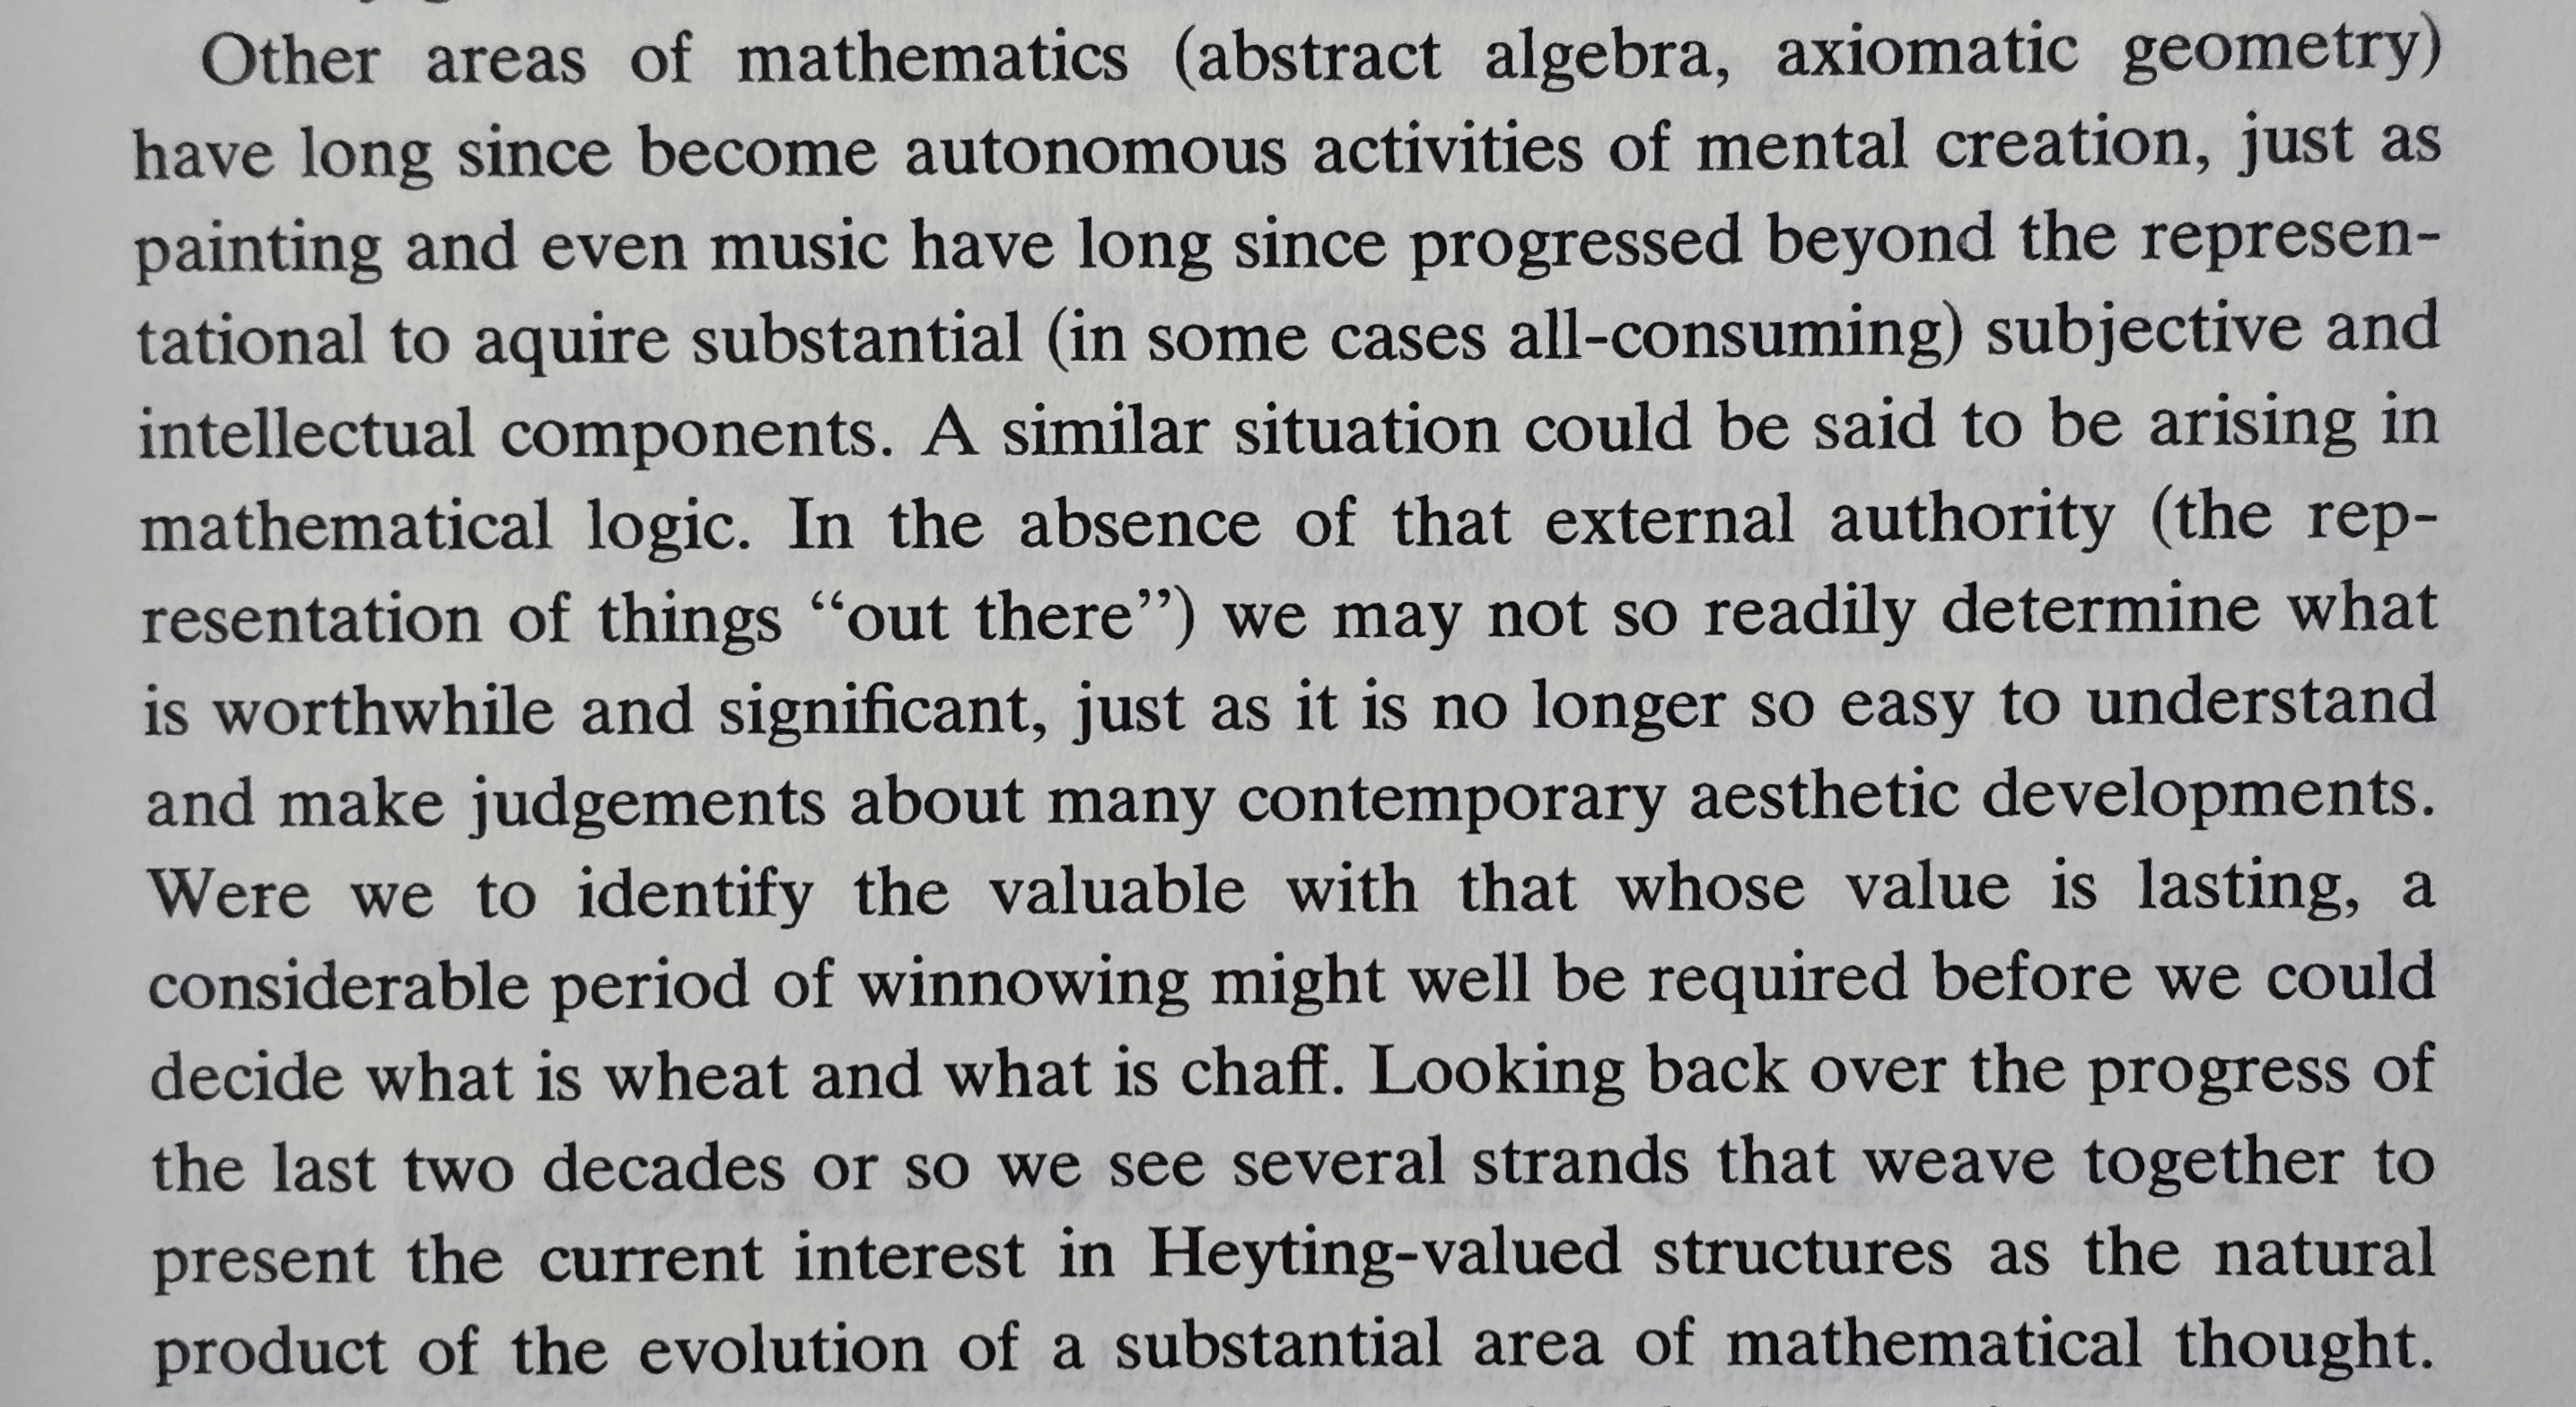 Other areas of mathematics (abstract algebra, axiomatic geometry)
have long since become autonomous activities of mental creation, just as
painting and even music have long since progressed beyond the represen-
tational to aquire substantial (in some cases all-consuming) subjective and
intellectual components. A similar situation could be said to be arising in
mathematical logic. In the absence of that external authority (the rep-
resentation of things “out there”) we may not so readily determine what
is worthwhile and significant, just as it is no longer so easy to understand
and make judgements about many contemporary aesthetic developments.
Were we to identify the valuable with that whose value is lasting, a
considerable period of winnowing might well be required before we could
decide what is wheat and what is chaff. Looking back over the progress of
the last two decades or so we see several strands that weave together to
present the current interest in Heyting-valued structures as the natural
product of the evolution of a substantial area of mathematical thought.